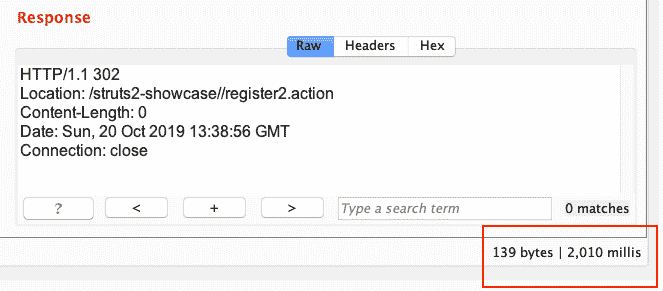 Response
Raw Headers Hex
HTTP/1.1 302
Location: /struts2-showcase//register2.action
Content-Length: 0
Date: Sun, 20 Oct 2019 13:38:56 GMT
Connection: close
? < + > Type a search term 0 matches
139 bytes | 2,010 millis